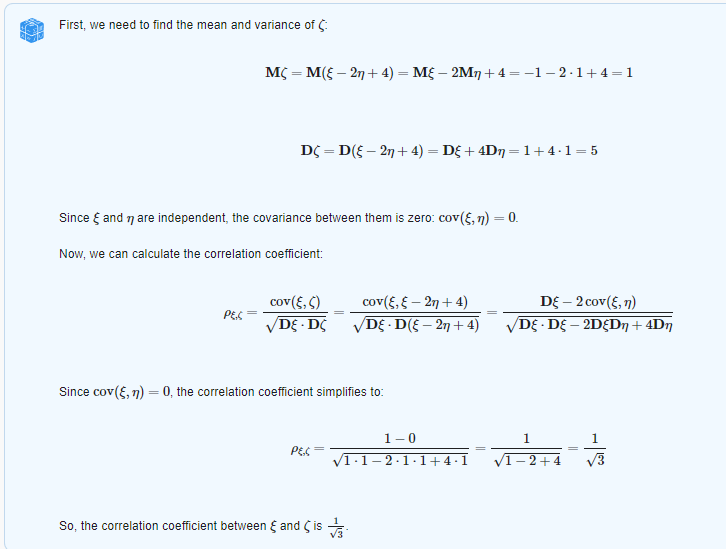 First, we need to find the mean and variance of ζ:
Mζ = M(ξ − 2η + 4) = Mξ − 2Mη + 4 = −1 − 2 · 1 + 4 = 1
Dζ = D(ξ − 2η + 4) = Dξ + 4Dη = 1 + 4 · 1 = 5
Since ξ and η are independent, the covariance between them is zero: cov(ξ, η) = 0.
Now, we can calculate the correlation coefficient:
ρξ,ζ = cov(ξ, ζ) / √(Dξ · Dζ) = cov(ξ, ξ − 2η + 4) / √(Dξ · D(ξ − 2η + 4)) = (Dξ − 2 cov(ξ, η)) / √(Dξ · Dξ − 2DξDη + 4Dη)
Since cov(ξ, η) = 0, the correlation coefficient simplifies to:
ρξ,ζ = (1 − 0) / √(1 · 1 − 2 · 1 · 1 + 4 · 1) = 1 / √(1 − 2 + 4) = 1 / √3
So, the correlation coefficient between ξ and ζ is 1/√3.